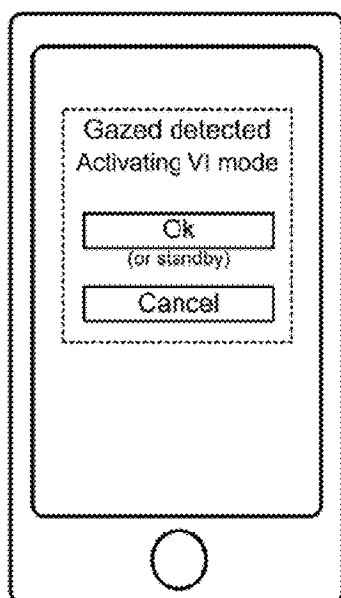 Gazed detected
Activating VI mode
Ok
(or standby)
Cancel